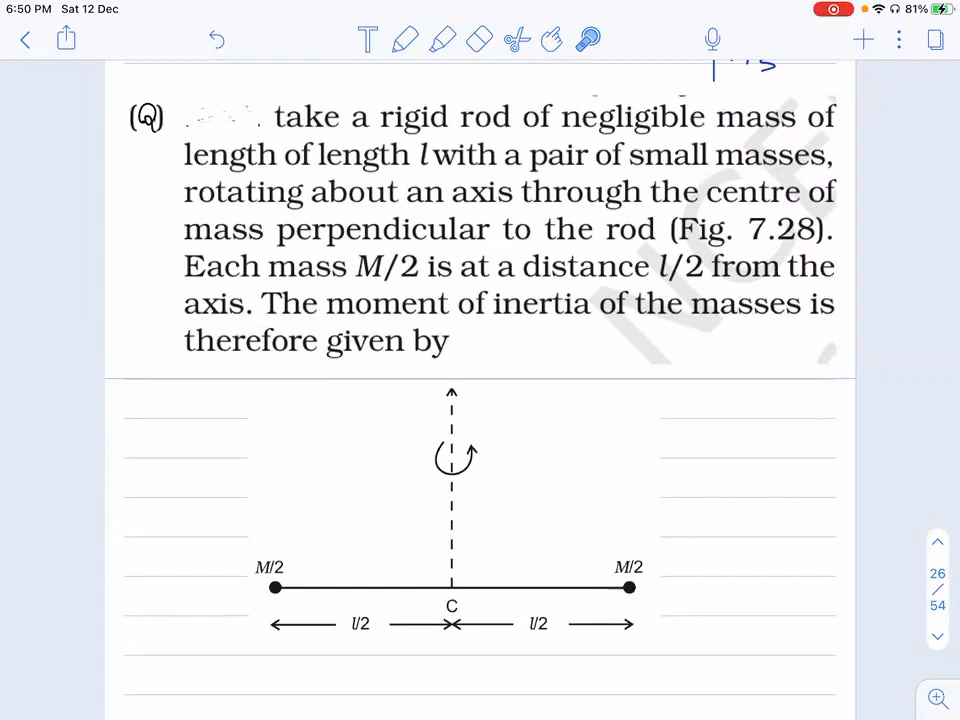 6:50 PM Sat 12 Dec
81%
(Q) take a rigid rod of negligible mass of
length of length l with a pair of small masses,
rotating about an axis through the centre of
mass perpendicular to the rod (Fig. 7.28).
Each mass M/2 is at a distance l/2 from the
axis. The moment of inertia of the masses is
therefore given by
M/2
M/2
C
l/2
l/2
26
/
54